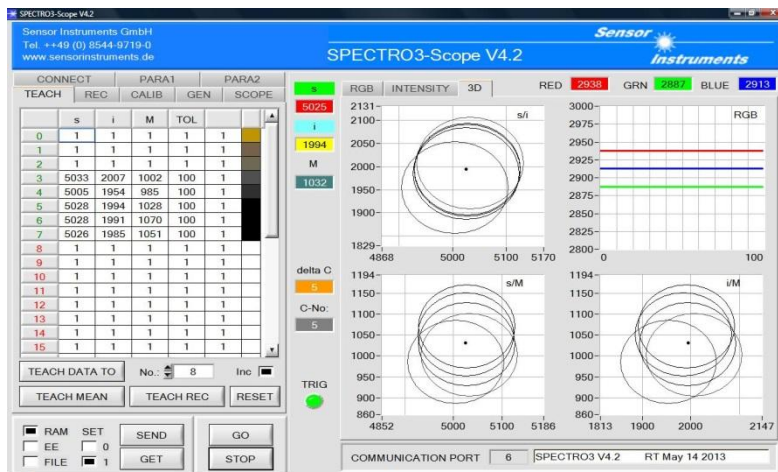 SPECTRO3-Scope V4.2
Sensor Instruments GmbH
Tel. ++49 (0) 8544-9719-0
www.sensorinstruments.de
SPECTRO3-Scope V4.2
Sensor
Instruments
CONNECT PARA1 PARA2
TEACH REC CALIB GEN SCOPE
s i M TOL
0 1 1 1 1 1
1 1 1 1 1 1
2 1 1 1 1 1
3 5033 2007 1002 100 1
4 5005 1954 985 100 1
5 5028 1994 1028 100 1
6 5028 1991 1070 100 1
7 5026 1985 1051 100 1
8 1 1 1 1 1
9 1 1 1 1 1
10 1 1 1 1 1
11 1 1 1 1 1
12 1 1 1 1 1
13 1 1 1 1 1
14 1 1 1 1 1
15 1 1 1 1 1
TEACH DATA TO No.: 8 Inc
TEACH MEAN TEACH REC RESET
RAM SET
EE 0
FILE 1
SEND GO
GET STOP
s
5025
i
1994
M
1032
delta C
5
C-No:
5
TRIG
RGB INTENSITY 3D
RED 2938 GRN 2887 BLUE 2913
s/i
2131
2100
2050
2000
1950
1900
1829
4868 5000 5100 5170
RGB
3000
2975
2950
2925
2900
2875
2850
2825
2800
0 100
s/M
1194
1150
1100
1050
1000
950
900
860
4852 5000 5100 5186
i/M
1194
1150
1100
1050
1000
950
900
860
1813 1900 2000 2147
COMMUNICATION PORT 6 SPECTRO3 V4.2 RT May 14 2013